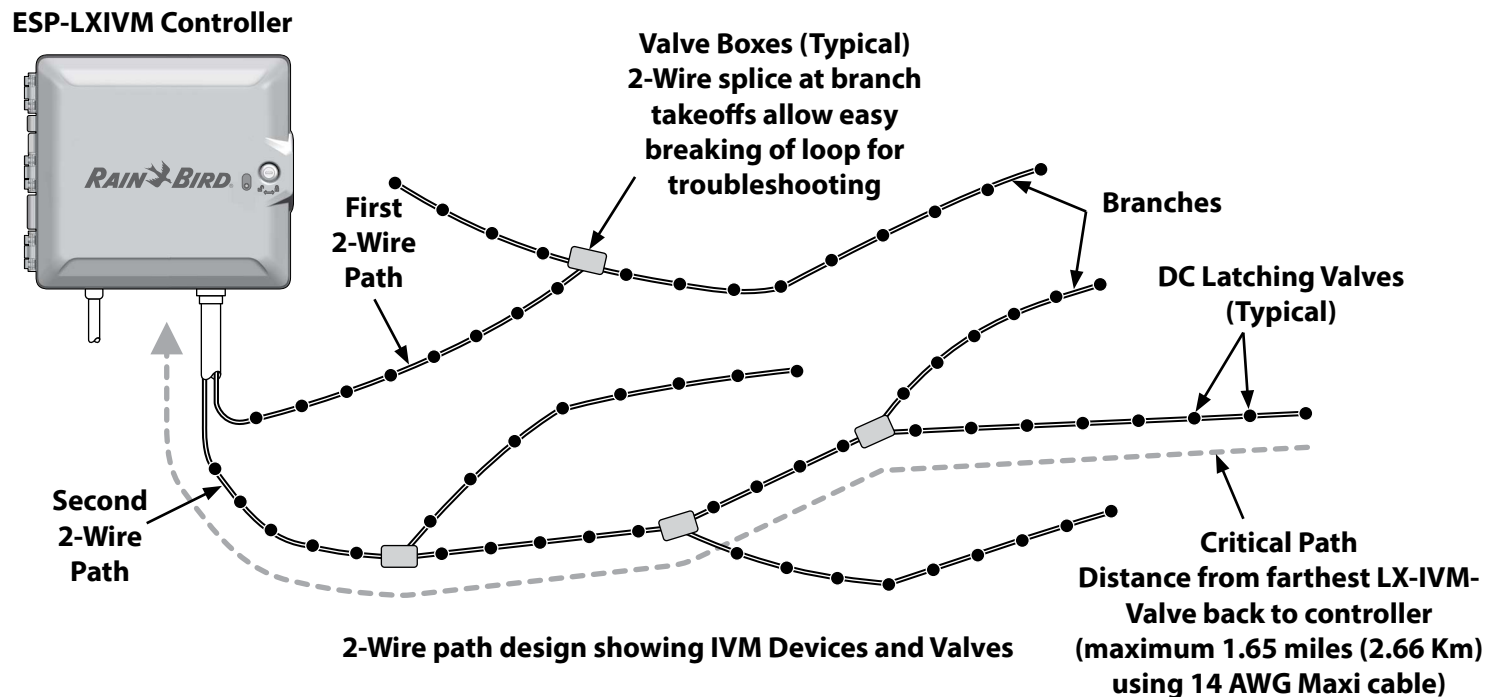 ESP-LXIVM Controller
RAIN BIRD
Valve Boxes (Typical)
2-Wire splice at branch
takeoffs allow easy
breaking of loop for
troubleshooting
First
2-Wire
Path
Branches
DC Latching Valves
(Typical)
Second
2-Wire
Path
Critical Path
Distance from farthest LX-IVM-
Valve back to controller
(maximum 1.65 miles (2.66 Km)
using 14 AWG Maxi cable)
2-Wire path design showing IVM Devices and Valves